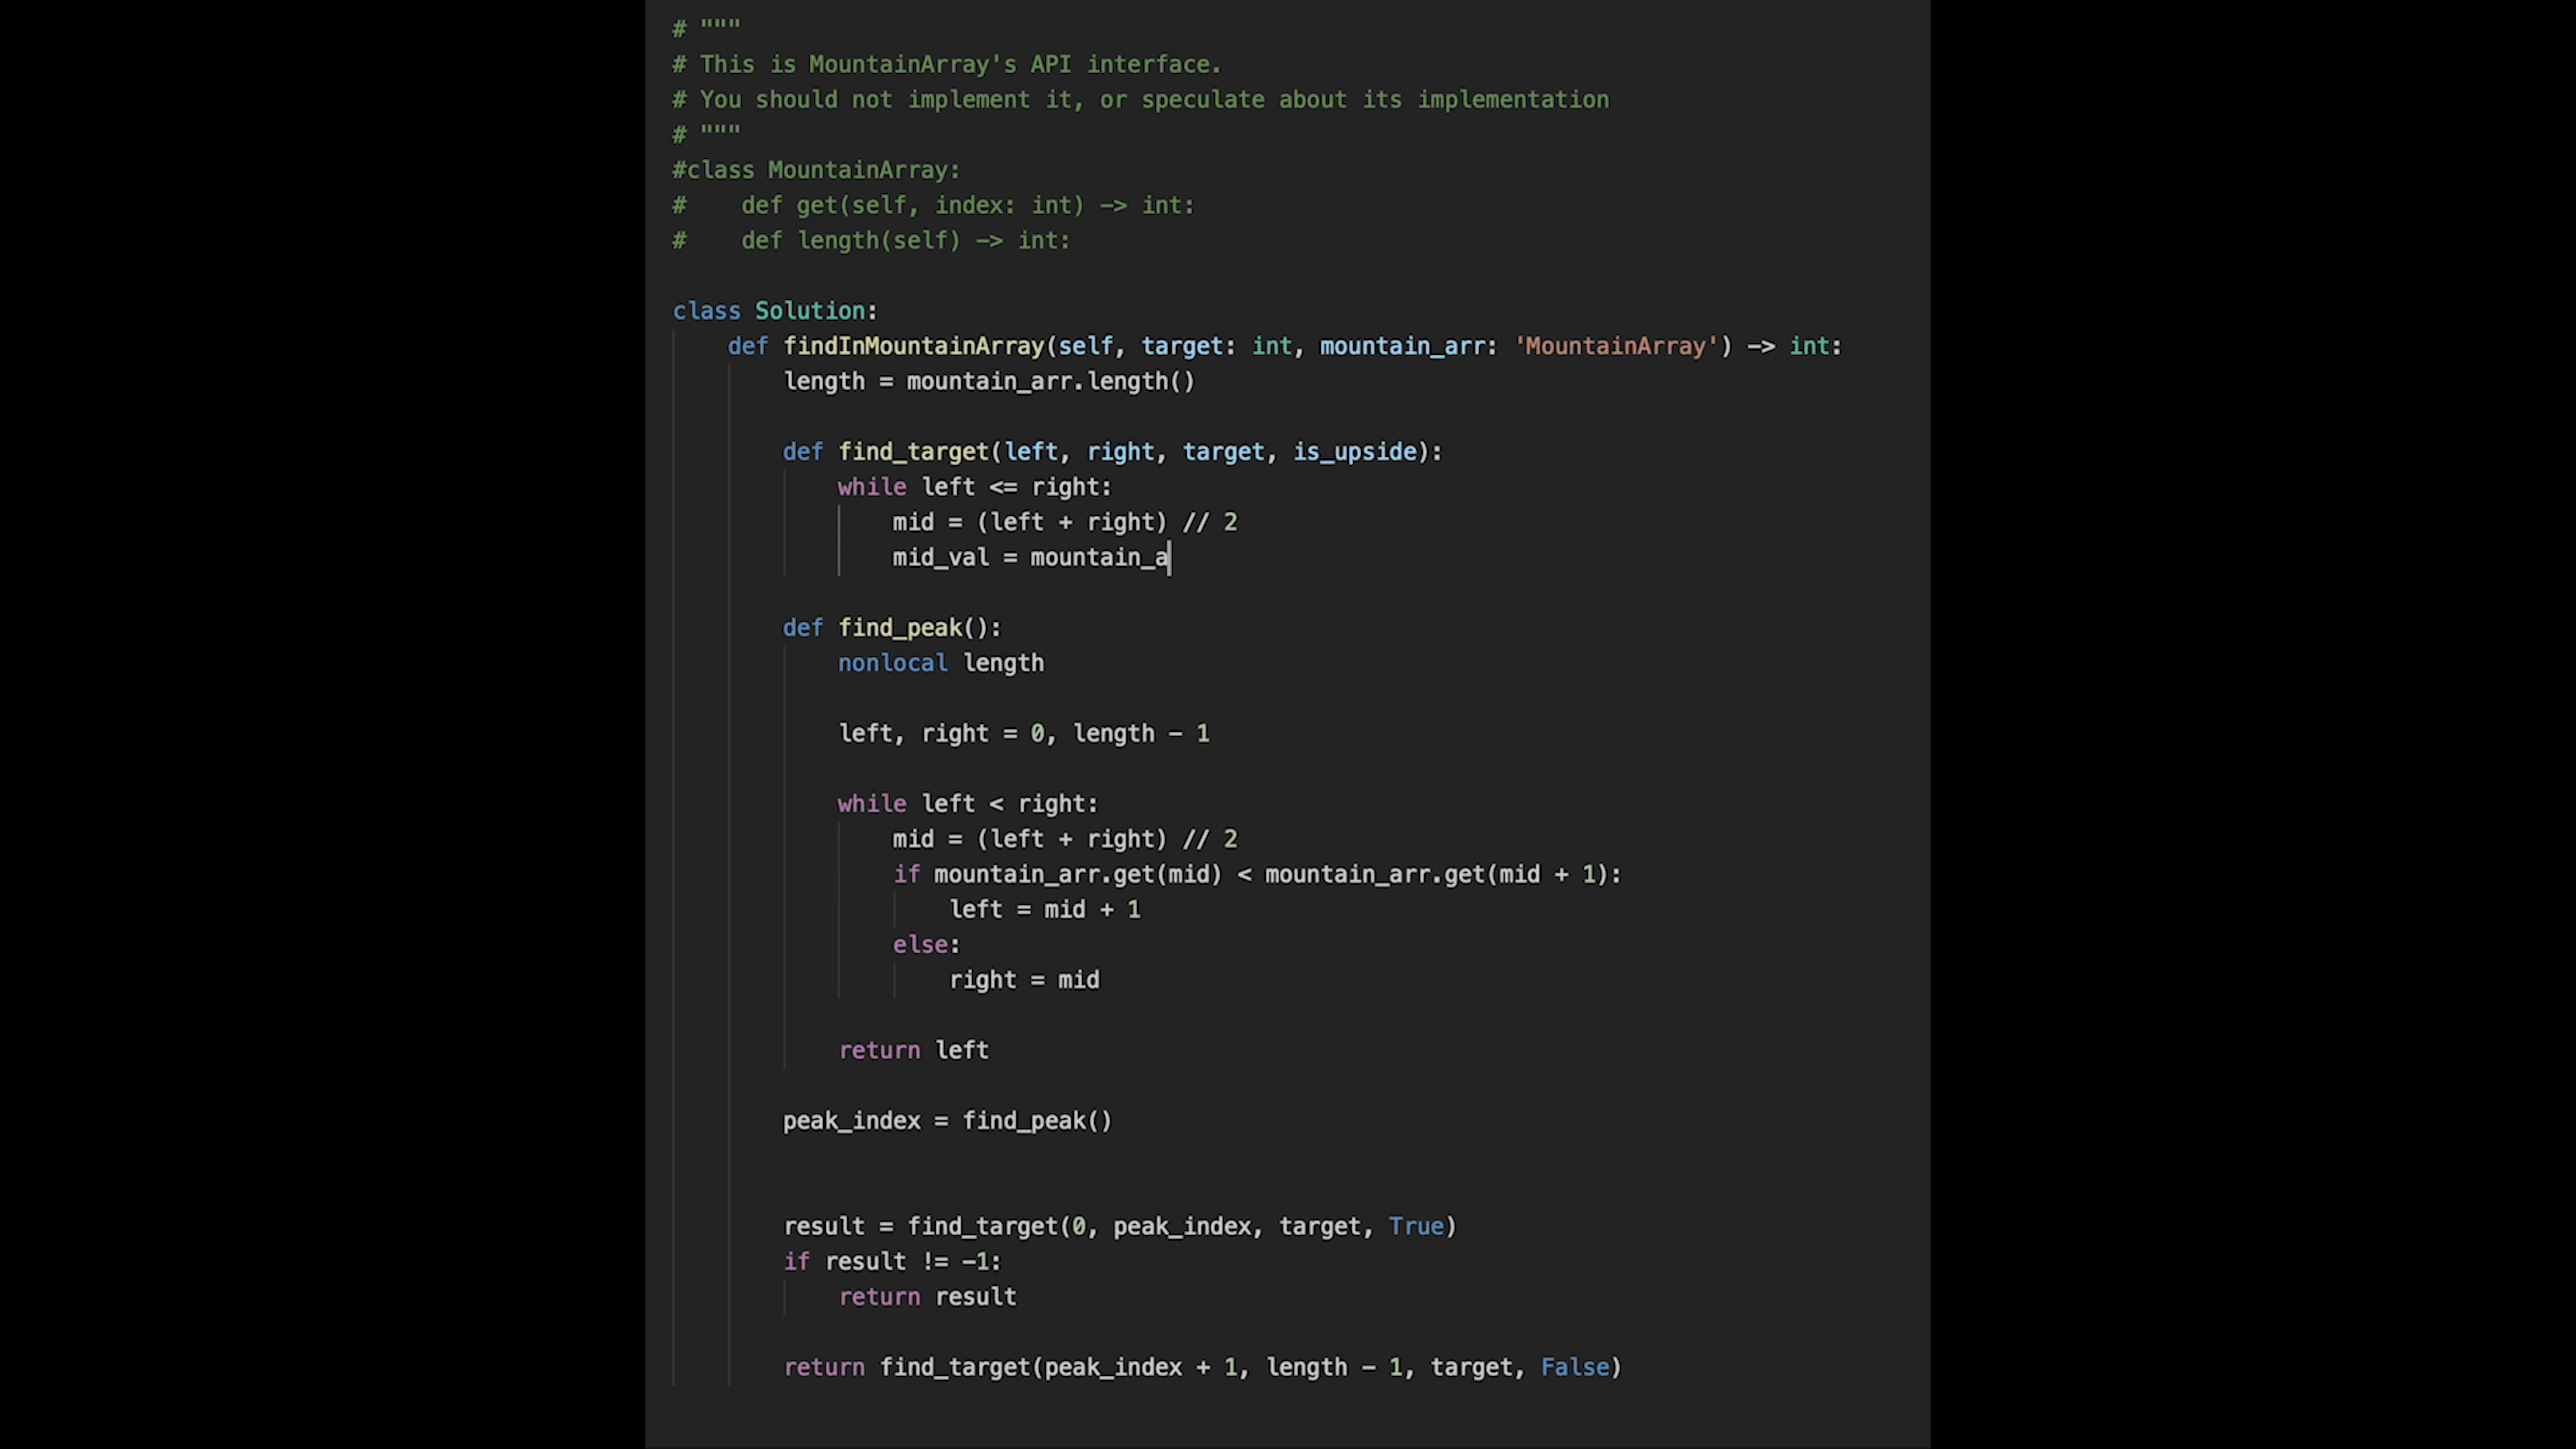 # """
# This is MountainArray's API interface.
# You should not implement it, or speculate about its implementation
# """
#class MountainArray:
#    def get(self, index: int) -> int:
#    def length(self) -> int:

class Solution:
    def findInMountainArray(self, target: int, mountain_arr: 'MountainArray') -> int:
        length = mountain_arr.length()

        def find_target(left, right, target, is_upside):
            while left <= right:
                mid = (left + right) // 2
                mid_val = mountain_a

        def find_peak():
            nonlocal length

            left, right = 0, length - 1

            while left < right:
                mid = (left + right) // 2
                if mountain_arr.get(mid) < mountain_arr.get(mid + 1):
                    left = mid + 1
                else:
                    right = mid

            return left

        peak_index = find_peak()


        result = find_target(0, peak_index, target, True)
        if result != -1:
            return result

        return find_target(peak_index + 1, length - 1, target, False)